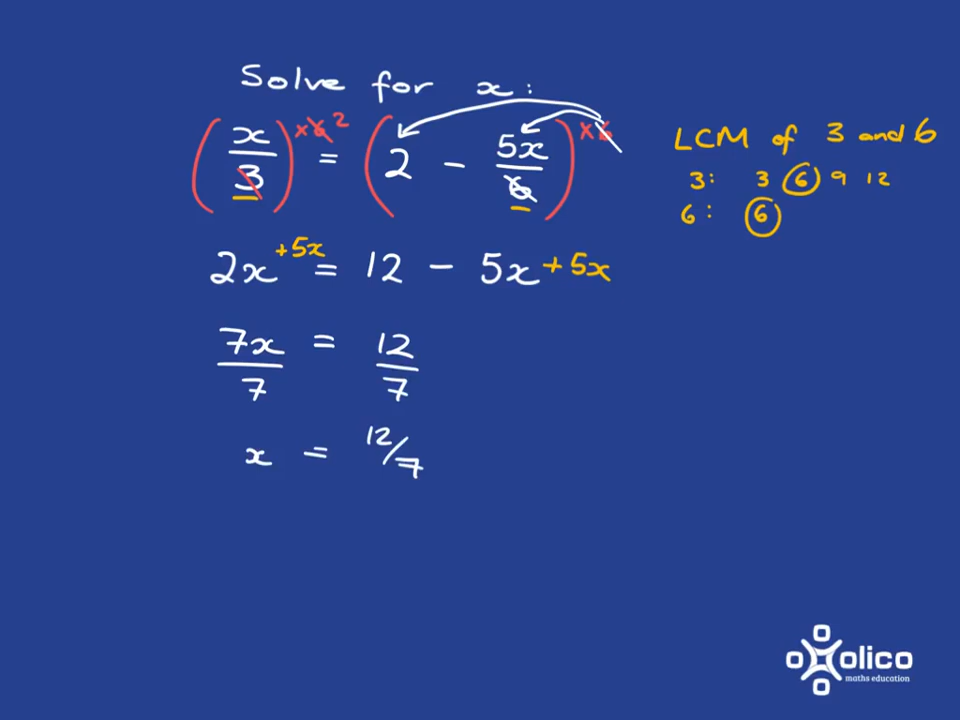 Solve for x:
(x/3)×6 2 = (2 − 5x/6)×6
LCM of 3 and 6
3: 3 6 9 12
6: 6
2x +5x = 12 − 5x + 5x
7x/7 = 12/7
x = 12/7
olico
maths education